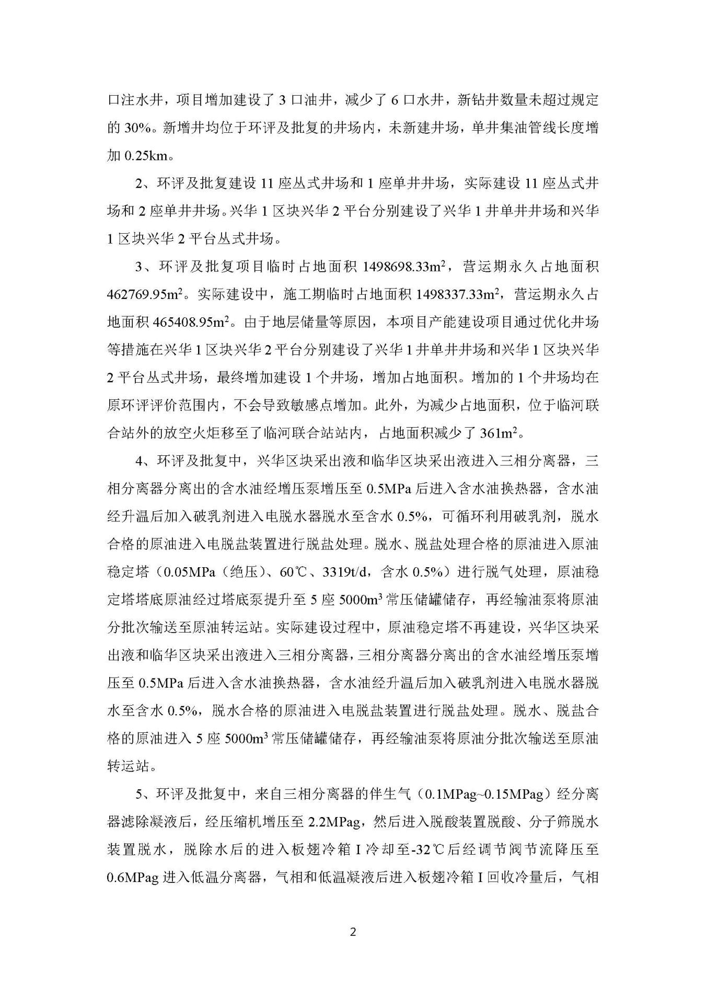 口注水井，项目增加建设了 3 口油井，减少了 6 口水井，新钻井数量未超过规定
的 30%。新增井均位于环评及批复的井场内，未新建井场，单井集油管线长度增
加 0.25km。
2、环评及批复建设 11 座丛式井场和 1 座单井井场，实际建设 11 座丛式井
场和 2 座单井井场。兴华 1 区块兴华 2 平台分别建设了兴华 1 井单井井场和兴华
1 区块兴华 2 平台丛式井场。
3、环评及批复项目临时占地面积 1498698.33m²，营运期永久占地面积
462769.95m²。实际建设中，施工期临时占地面积 1498337.33m²，营运期永久占
地面积 465408.95m²。由于地层储量等原因，本项目产能建设项目通过优化井场
等措施在兴华 1 区块兴华 2 平台分别建设了兴华 1 井单井井场和兴华 1 区块兴华
2 平台丛式井场，最终增加建设 1 个井场，增加占地面积。增加的 1 个井场均在
原环评评价范围内，不会导致敏感点增加。此外，为减少占地面积，位于临河联
合站外的放空火炬移至了临河联合站站内，占地面积减少了 361m²。
4、环评及批复中，兴华区块采出液和临华区块采出液进入三相分离器，三
相分离器分离出的含水油经增压泵增压至 0.5MPa 后进入含水油换热器，含水油
经升温后加入破乳剂进入电脱水器脱水至含水 0.5%，可循环利用破乳剂，脱水
合格的原油进入电脱盐装置进行脱盐处理。脱水、脱盐处理合格的原油进入原油
稳定塔（0.05MPa（绝压）、60℃、3319t/d，含水 0.5%）进行脱气处理，原油稳
定塔塔底原油经过塔底泵提升至 5 座 5000m³ 常压储罐储存，再经输油泵将原油
分批次输送至原油转运站。实际建设过程中，原油稳定塔不再建设，兴华区块采
出液和临华区块采出液进入三相分离器，三相分离器分离出的含水油经增压泵增
压至 0.5MPa 后进入含水油换热器，含水油经升温后加入破乳剂进入电脱水器脱
水至含水 0.5%，脱水合格的原油进入电脱盐装置进行脱盐处理。脱水、脱盐合
格的原油进入 5 座 5000m³ 常压储罐储存，再经输油泵将原油分批次输送至原油
转运站。
5、环评及批复中，来自三相分离器的伴生气（0.1MPag~0.15MPag）经分离
器滤除凝液后，经压缩机增压至 2.2MPag，然后进入脱酸装置脱酸、分子筛脱水
装置脱水，脱除水后的进入板翅冷箱 I 冷却至-32℃后经调节阀节流降压至
0.6MPag 进入低温分离器，气相和低温凝液后进入板翅冷箱 I 回收冷量后，气相
2